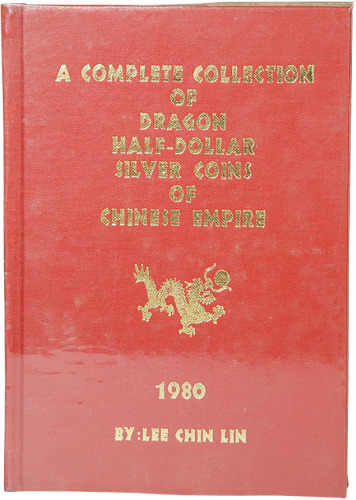 A COMPLETE COLLECTION
OF
DRAGON
HALF-DOLLAR
SILVER COINS
OF
CHINESE EMPIRE
1980
BY:LEE CHIN LIN